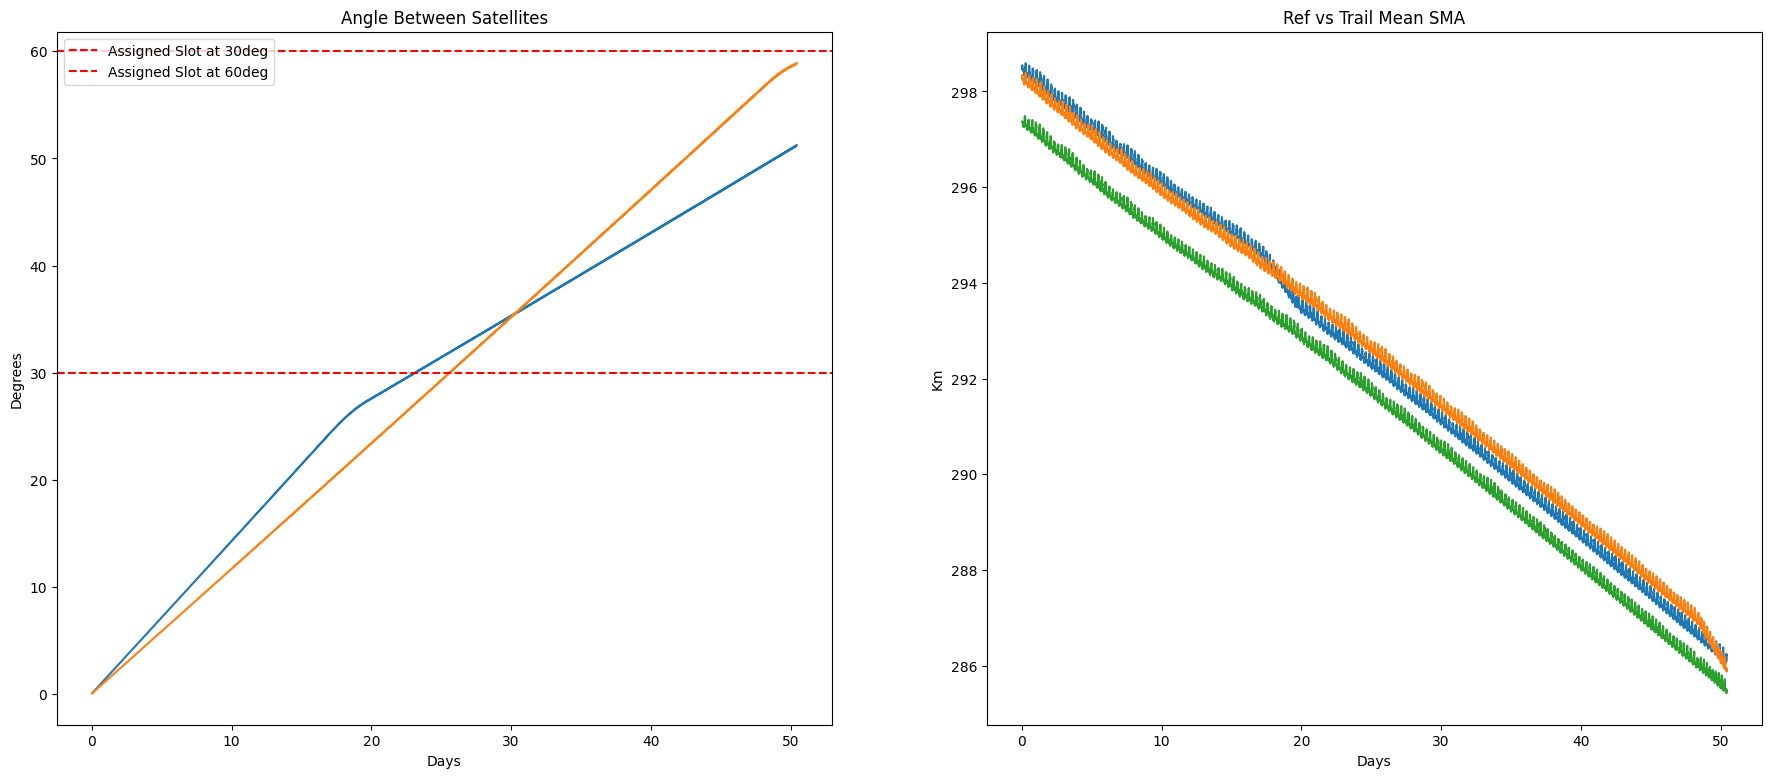 Angle Between Satellites
Assigned Slot at 30deg
Assigned Slot at 60deg
60
50
40
30
20
10
0
Degrees
0 10 20 30 40 50
Days
Ref vs Trail Mean SMA
298
296
294
292
290
288
286
Km
0 10 20 30 40 50
Days